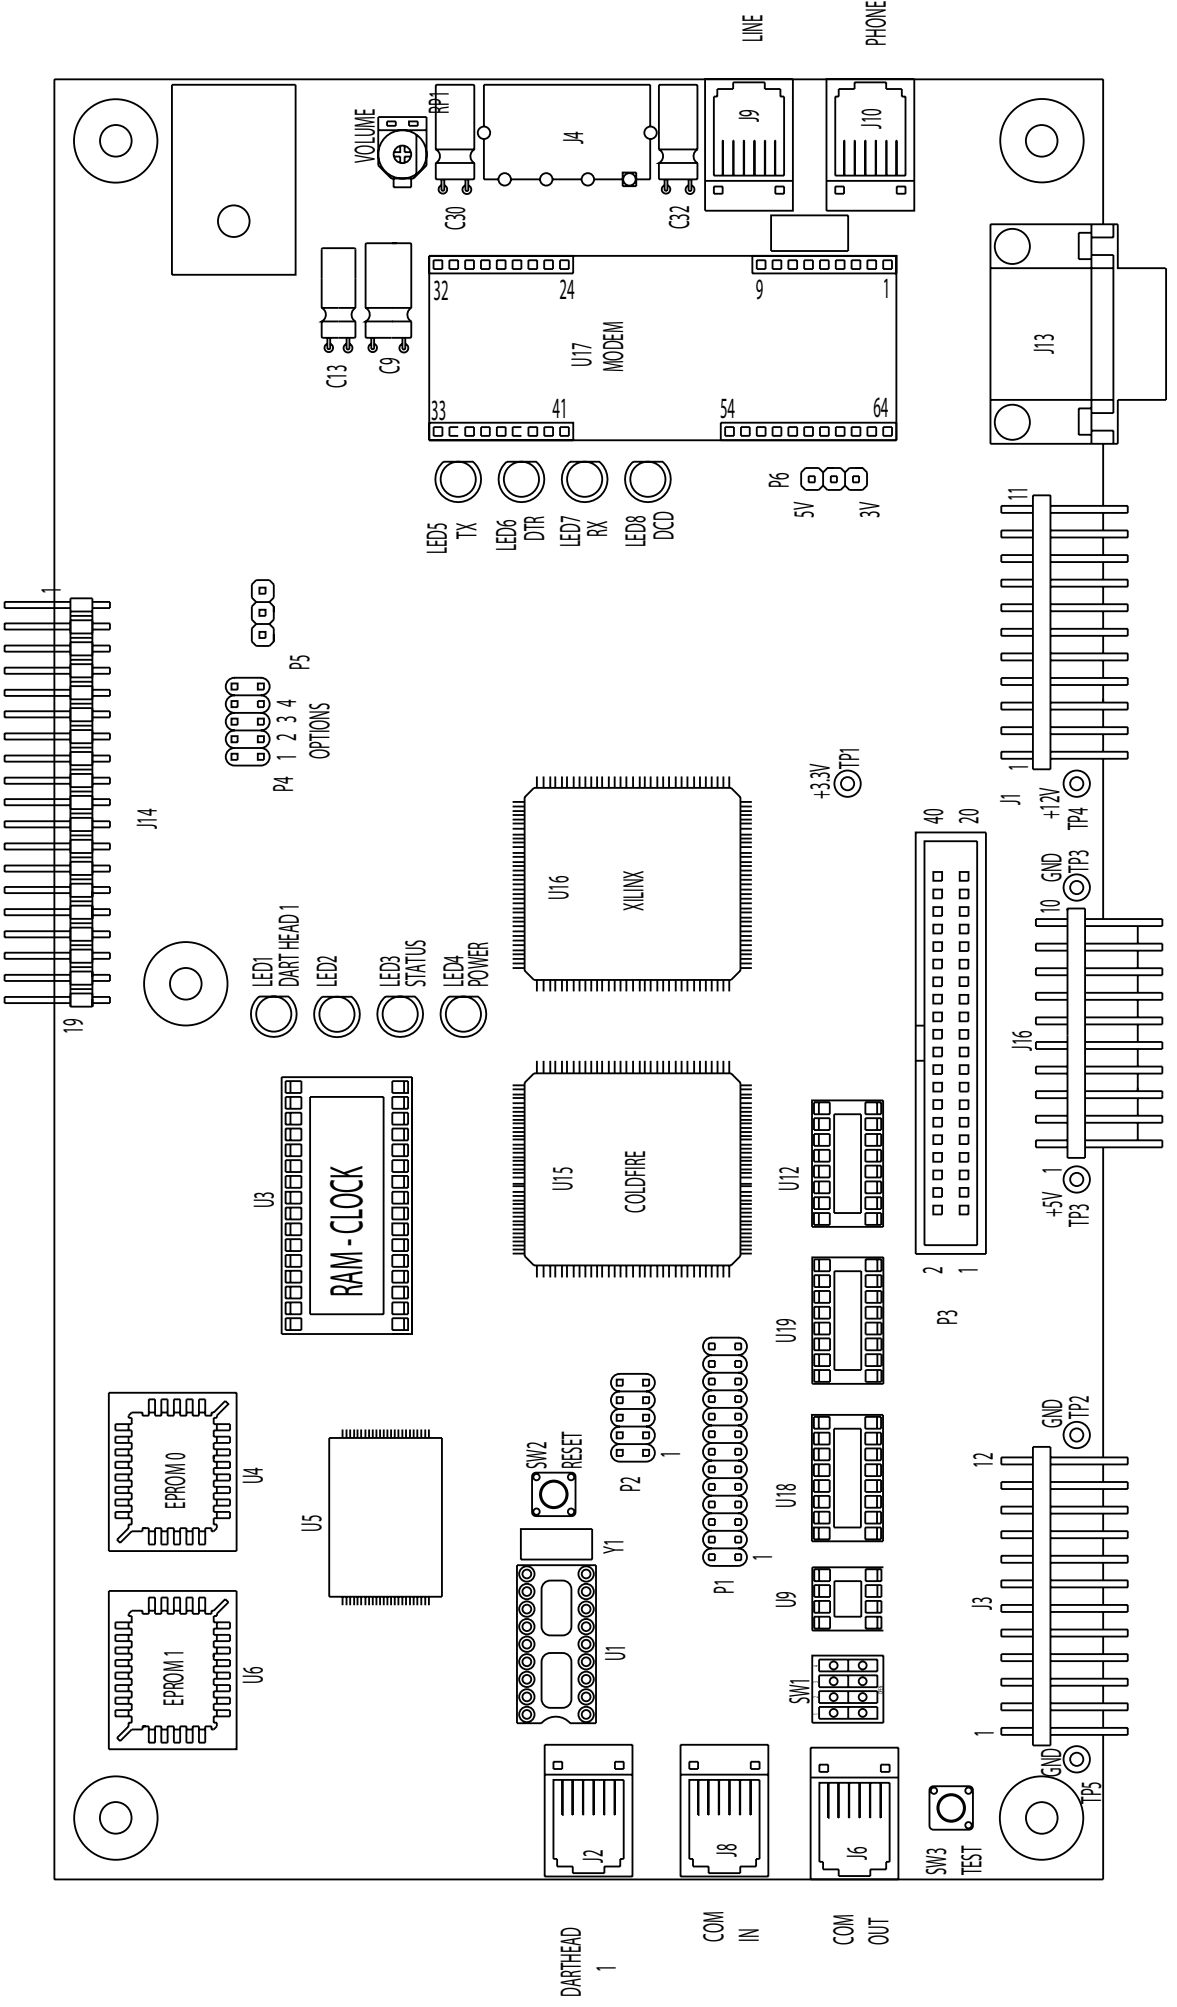 LINE
PHONE
VOLUME
RP1
J4
J9
J10
C30
C32
C13
C9
32
24
9
1
U17
MODEM
33
41
54
64
J13
LED5
TX
LED6
DTR
LED7
RX
LED8
DCD
P6
5V
3V
11
1
P5
1 2 3 4
OPTIONS
P4
J14
19
+3.3V
TP1
1
J1
+12V
TP4
40
20
GND
TP3
10
U16
XILINX
LED1
DART HEAD 1
LED2
LED3
STATUS
LED4
POWER
J16
U3
RAM - CLOCK
U15
COLDFIRE
U12
1
+5V
TP3
2
1
P3
U19
EPROM 0
U4
U5
SW2
RESET
P2
1
Y1
P1
1
U18
GND
TP2
12
EPROM 1
U6
U1
U9
SW1
J3
1
GND
TP5
J2
J8
J6
SW3
TEST
DARTHEAD
1
COM
IN
COM
OUT